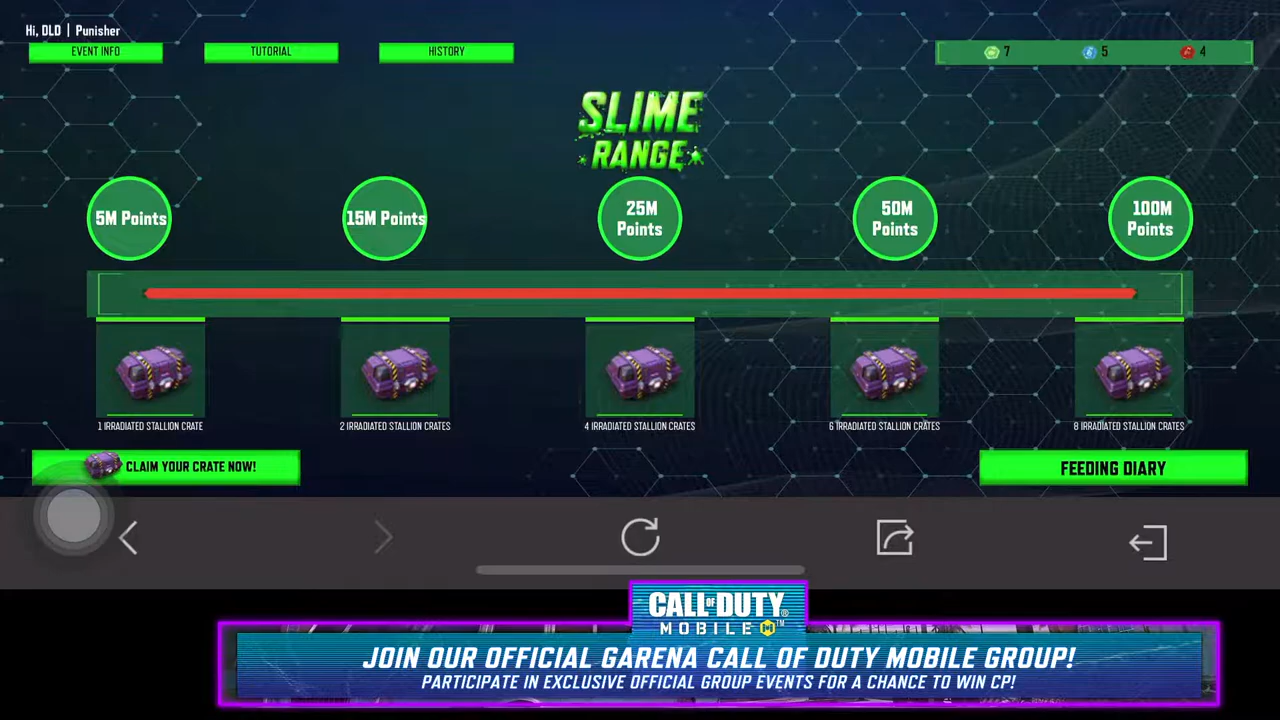 Hi, DLD | Punisher
EVENT INFO
TUTORIAL
HISTORY
7
5
4
SLIME
RANGE
5M Points
15M Points
25M
Points
50M
Points
100M
Points
1 IRRADIATED STALLION CRATE
2 IRRADIATED STALLION CRATES
4 IRRADIATED STALLION CRATES
6 IRRADIATED STALLION CRATES
8 IRRADIATED STALLION CRATES
CLAIM YOUR CRATE NOW!
FEEDING DIARY
CALL OF DUTY®
MOBILE ™
JOIN OUR OFFICIAL GARENA CALL OF DUTY MOBILE GROUP!
PARTICIPATE IN EXCLUSIVE OFFICIAL GROUP EVENTS FOR A CHANCE TO WIN CP!